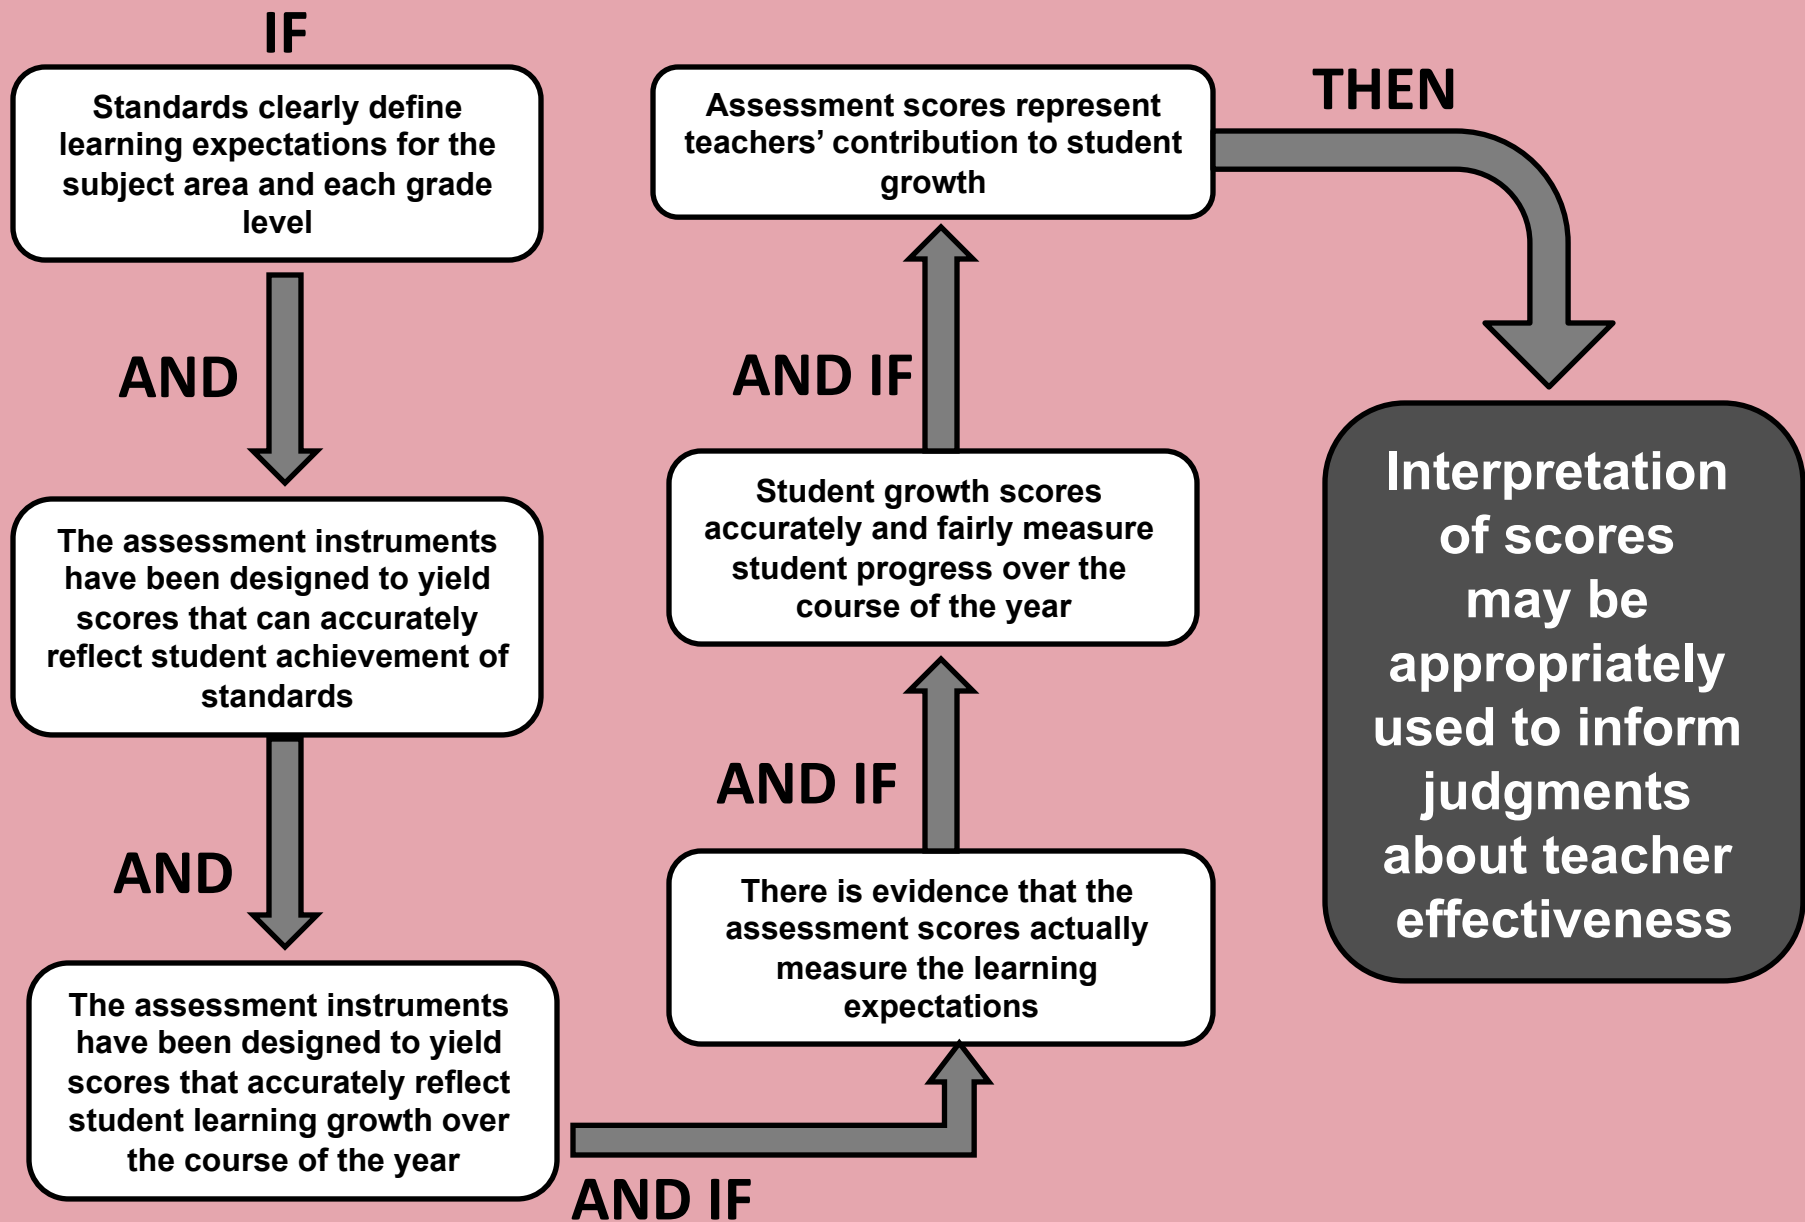 IF
Standards clearly define
learning expectations for the
subject area and each grade
level
AND
The assessment instruments
have been designed to yield
scores that can accurately
reflect student achievement of
standards
AND
The assessment instruments
have been designed to yield
scores that accurately reflect
student learning growth over
the course of the year
AND IF
There is evidence that the
assessment scores actually
measure the learning
expectations
AND IF
Student growth scores
accurately and fairly measure
student progress over the
course of the year
AND IF
Assessment scores represent
teachers’ contribution to student
growth
THEN
Interpretation
of scores
may be
appropriately
used to inform
judgments
about teacher
effectiveness